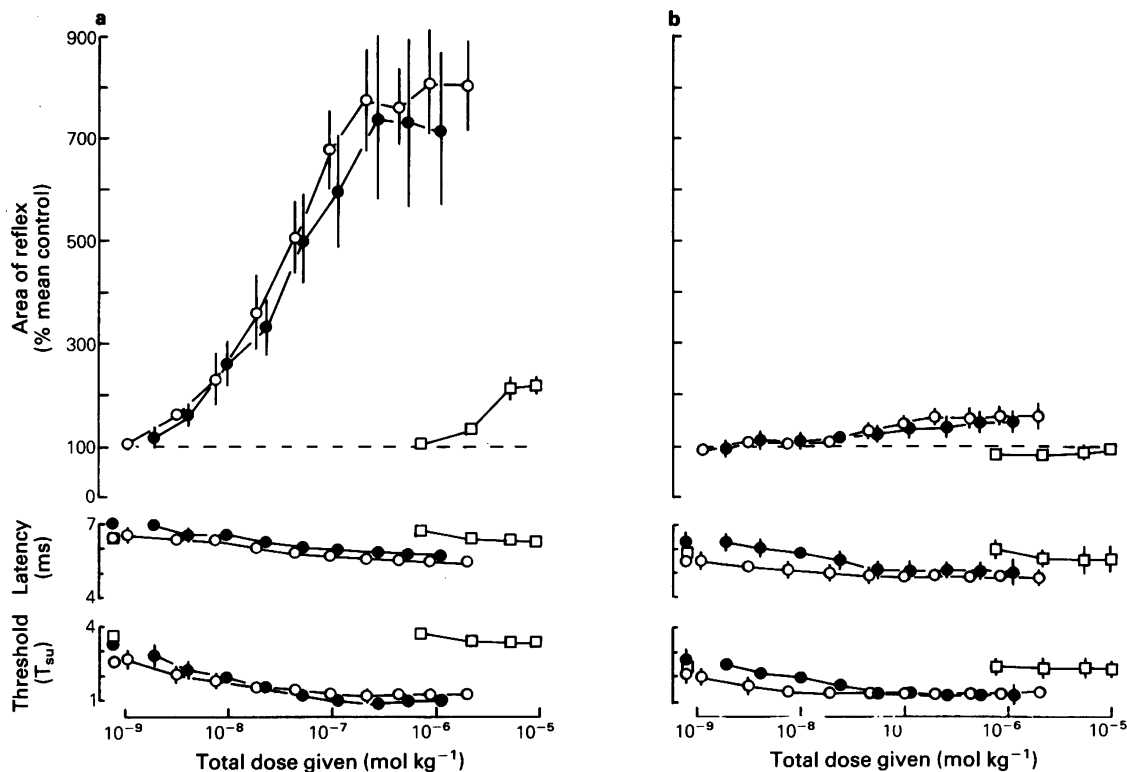 a
900
700
500
300
100
0
Area of reflex
(% mean control)
7
4
Latency
(ms)
4
1
Threshold
(T_su)
10⁻⁹ 10⁻⁸ 10⁻⁷ 10⁻⁶ 10⁻⁵
Total dose given (mol kg⁻¹)
b
10⁻⁹ 10⁻⁸ 10 10⁻⁶ 10⁻⁵
Total dose given (mol kg⁻¹)